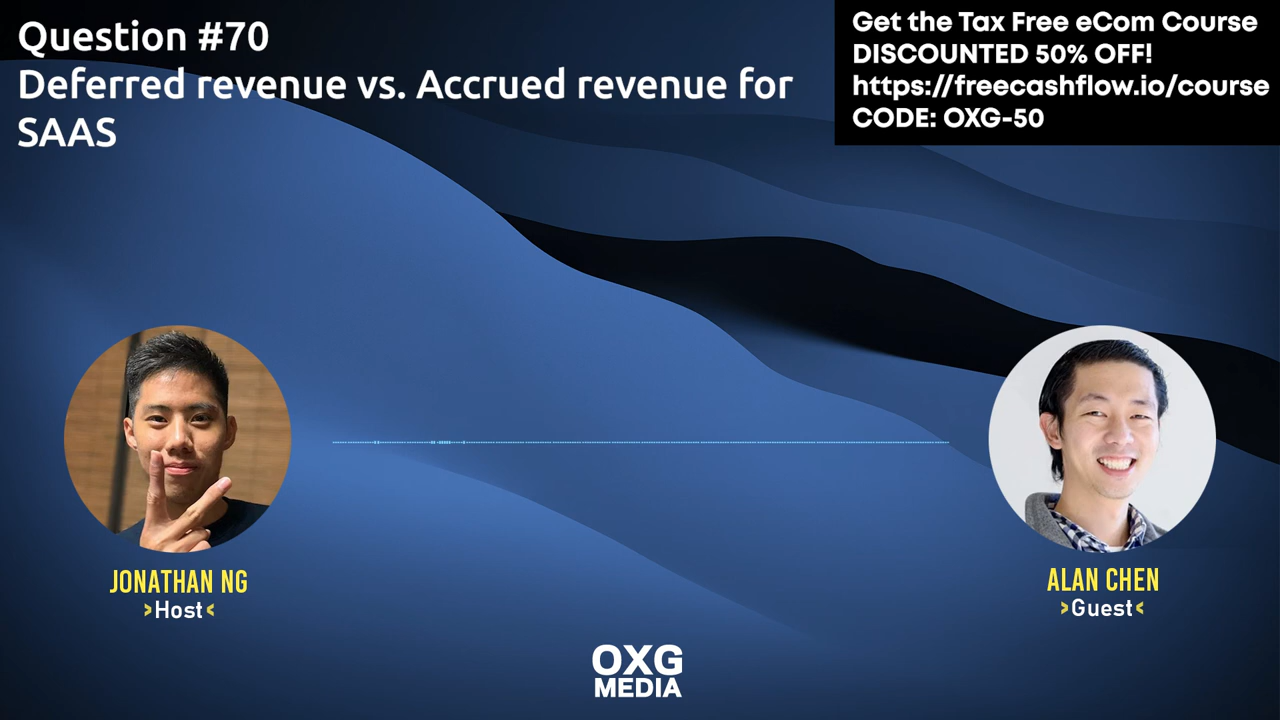 Question #70
Deferred revenue vs. Accrued revenue for
SAAS
Get the Tax Free eCom Course
DISCOUNTED 50% OFF!
https://freecashflow.io/course
CODE: OXG-50
JONATHAN NG
>Host<
ALAN CHEN
>Guest<
OXG
MEDIA